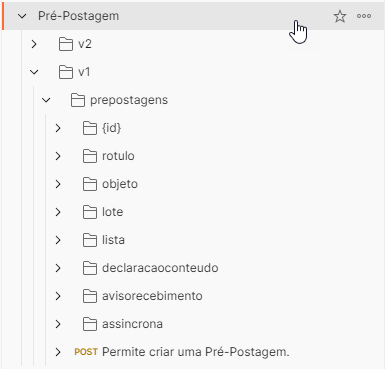 Pré-Postagem
v2
v1
prepostagens
{id}
rotulo
objeto
lote
lista
declaracaoconteudo
avisorecebimento
assincrona
POST Permite criar uma Pré-Postagem.